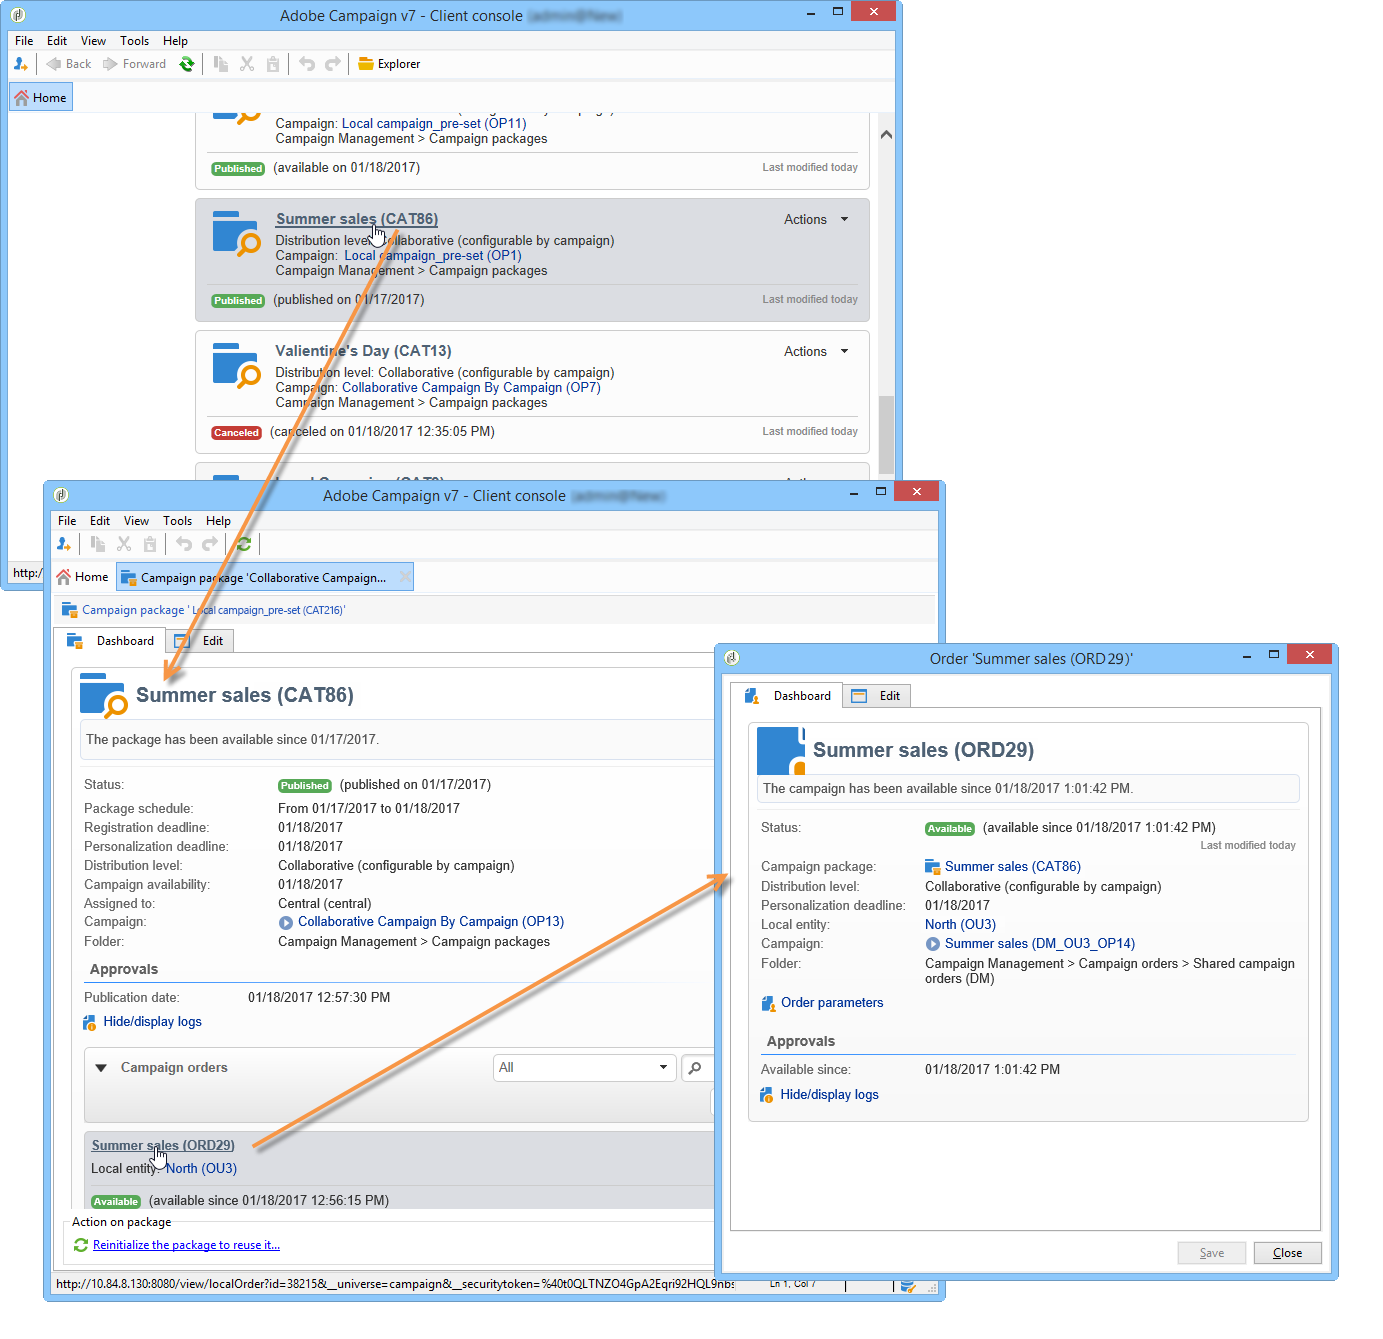 Adobe Campaign v7 - Client console
File Edit View Tools Help
Back Forward Explorer
Home
Campaign: Local campaign_pre-set (OP11)
Campaign Management > Campaign packages
Published (available on 01/18/2017) Last modified today
Summer sales (CAT86) Actions
Distribution level: Collaborative (configurable by campaign)
Campaign: Local campaign_pre-set (OP1)
Campaign Management > Campaign packages
Published (published on 01/17/2017) Last modified today
Valientine's Day (CAT13) Actions
Distribution level: Collaborative (configurable by campaign)
Campaign: Collaborative Campaign By Campaign (OP7)
Campaign Management > Campaign packages
Canceled (canceled on 01/18/2017 12:35:05 PM) Last modified today
http:/
Adobe Campaign v7 - Client console
File Edit View Tools Help
Home Campaign package 'Collaborative Campaign...
Campaign package ' Local campaign_pre-set (CAT216)'
Dashboard Edit
Summer sales (CAT86)
The package has been available since 01/17/2017.
Status: Published (published on 01/17/2017)
Package schedule: From 01/17/2017 to 01/18/2017
Registration deadline: 01/18/2017
Personalization deadline: 01/18/2017
Distribution level: Collaborative (configurable by campaign)
Campaign availability: 01/18/2017
Assigned to: Central (central)
Campaign: Collaborative Campaign By Campaign (OP13)
Folder: Campaign Management > Campaign packages
Approvals
Publication date: 01/18/2017 12:57:30 PM
Hide/display logs
Campaign orders All
Summer sales (ORD29)
Local entity: North (OU3)
Available (available since 01/18/2017 12:56:15 PM)
Action on package
Reinitialize the package to reuse it...
http://10.84.8.130:8080/view/localOrder?id=38215&__universe=campaign&__securitytoken=%40t0QLTNZO4GpA2Eqri92HQL9nbs Ln 1, Col 7
Order 'Summer sales (ORD29)'
Dashboard Edit
Summer sales (ORD29)
The campaign has been available since 01/18/2017 1:01:42 PM.
Status: Available (available since 01/18/2017 1:01:42 PM)
Last modified today
Campaign package: Summer sales (CAT86)
Distribution level: Collaborative (configurable by campaign)
Personalization deadline: 01/18/2017
Local entity: North (OU3)
Campaign: Summer sales (DM_OU3_OP14)
Folder: Campaign Management > Campaign orders > Shared campaign
orders (DM)
Order parameters
Approvals
Available since: 01/18/2017 1:01:42 PM
Hide/display logs
Save Close